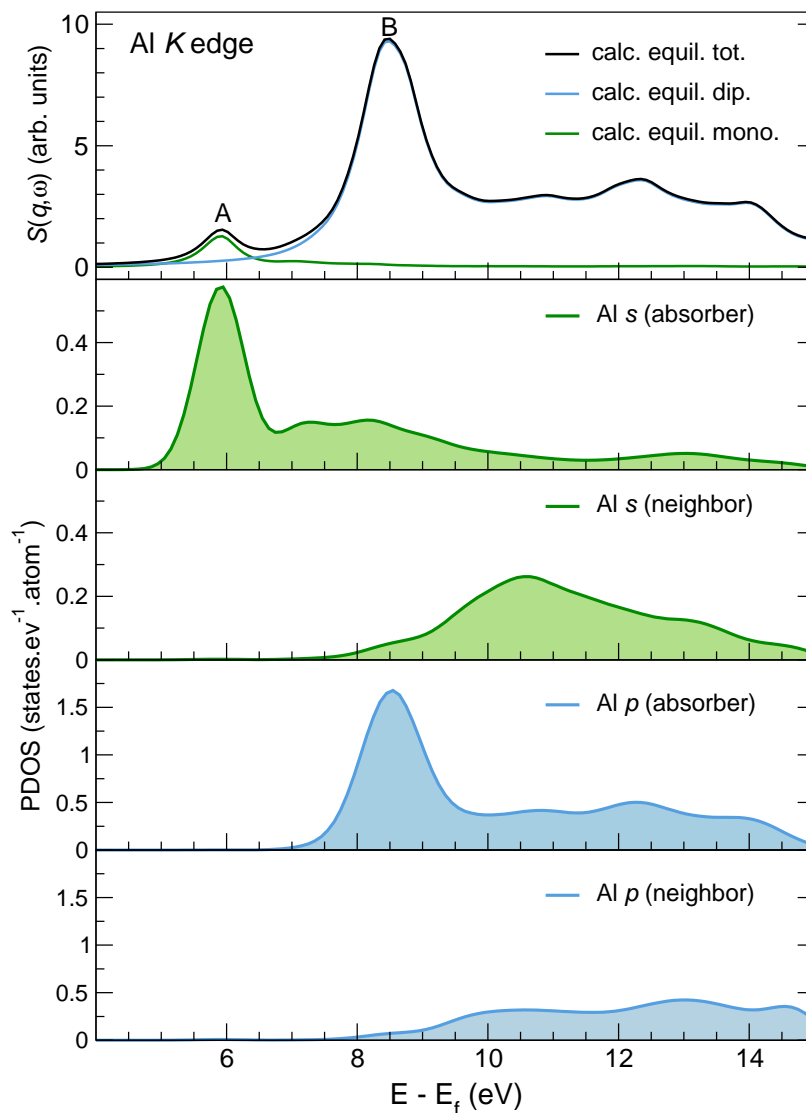 Al K edge
A
B
calc. equil. tot.
calc. equil. dip.
calc. equil. mono.
S(q,ω) (arb. units)
10
5
0
Al s (absorber)
0.4
0.2
0
Al s (neighbor)
0.4
0.2
0
PDOS (states.ev⁻¹.atom⁻¹)
Al p (absorber)
1.5
1
0.5
0
Al p (neighbor)
1.5
1
0.5
0
6 8 10 12 14
E - E_f (eV)